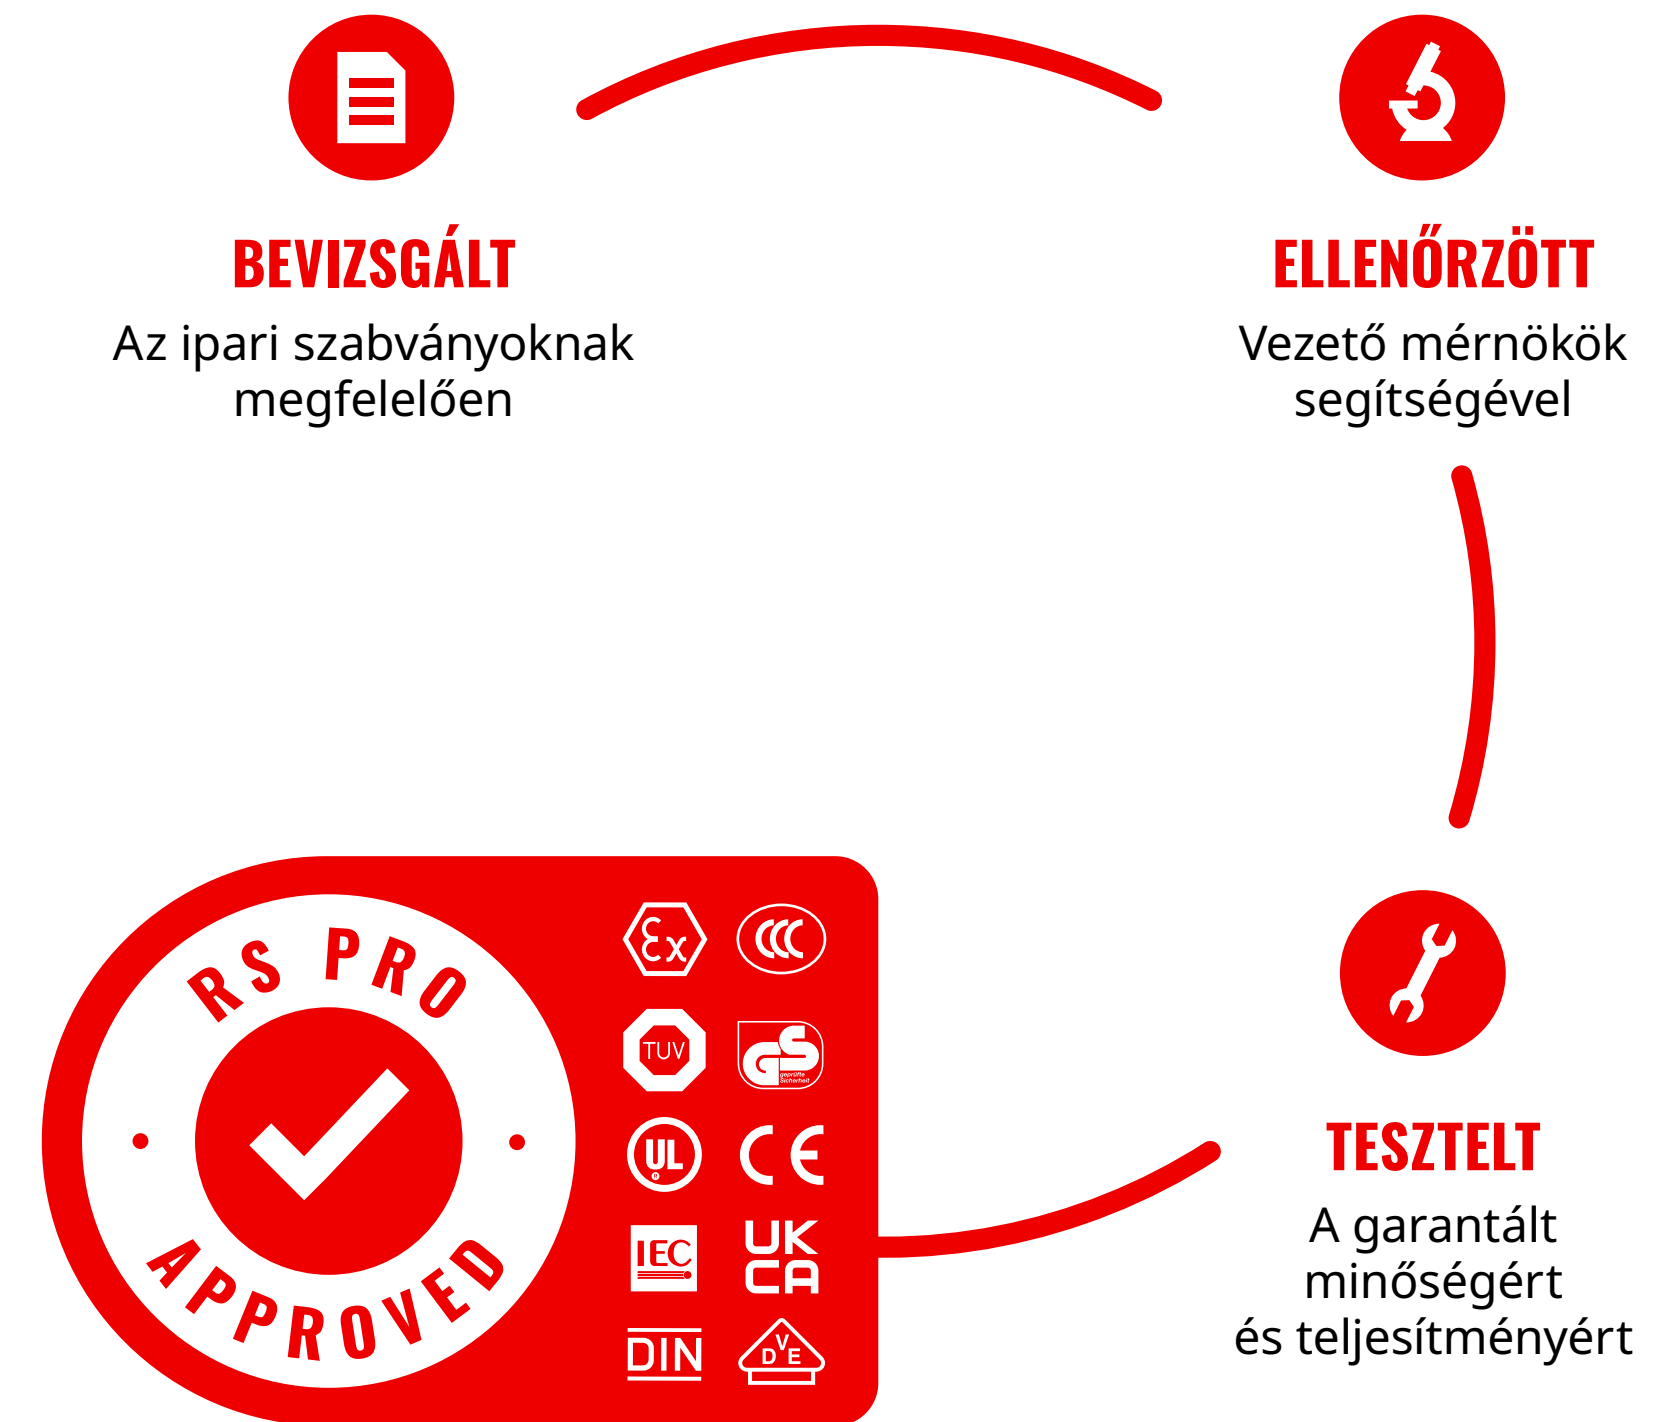 BEVIZSGÁLT
Az ipari szabványoknak
megfelelően
ELLENŐRZÖTT
Vezető mérnökök
segítségével
TESZTELT
A garantált
minőségért
és teljesítményért
RS PRO
APPROVED
Ex
CCC
TUV
GS
geprüfte
Sicherheit
UL
®
CE
IEC
UK
CA
DIN
VDE